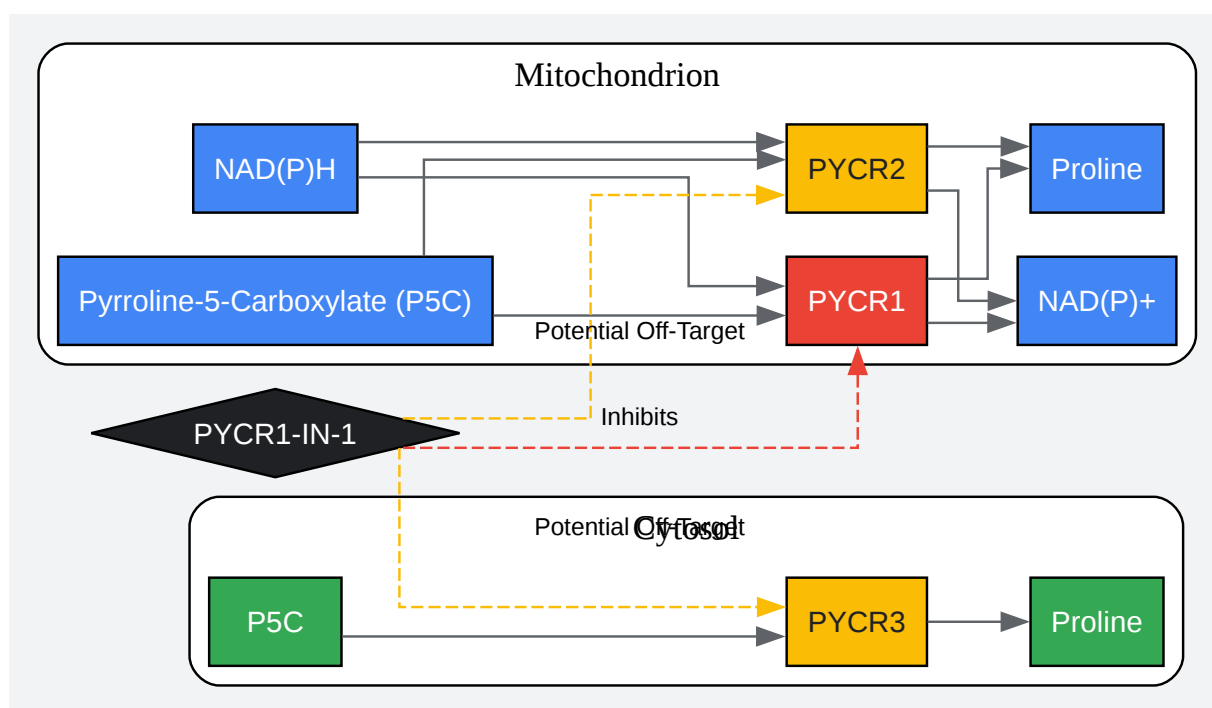 Mitochondrion
NAD(P)H
PYCR2
Proline
Pyrroline-5-Carboxylate (P5C)
PYCR1
NAD(P)+
Potential Off-Target
Inhibits
PYCR1-IN-1
Cytosol
Potential Off-Target
P5C
PYCR3
Proline